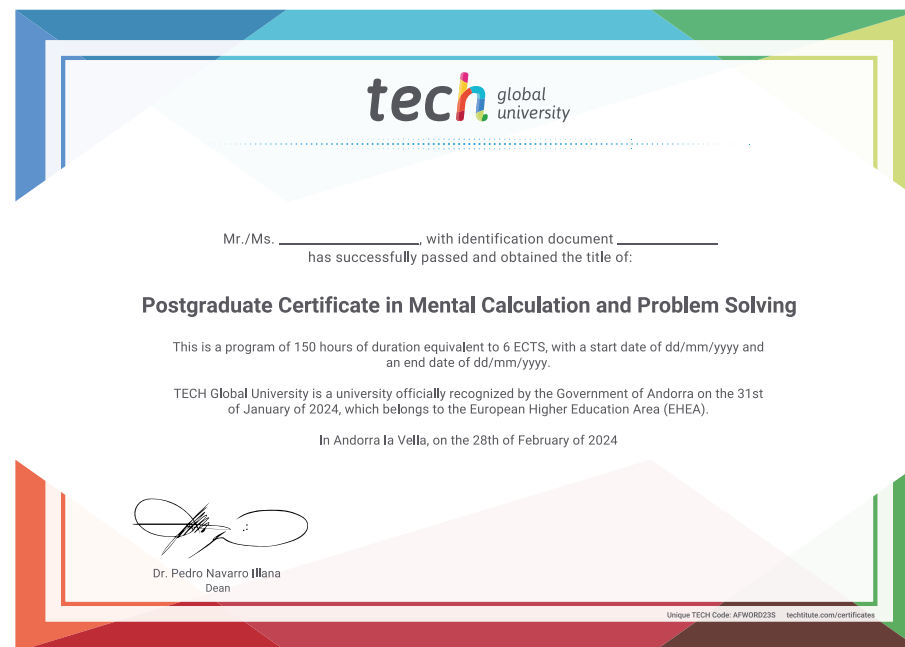 tech global university
Mr./Ms. ____________, with identification document ____________
has successfully passed and obtained the title of:
Postgraduate Certificate in Mental Calculation and Problem Solving
This is a program of 150 hours of duration equivalent to 6 ECTS, with a start date of dd/mm/yyyy and
an end date of dd/mm/yyyy.
TECH Global University is a university officially recognized by the Government of Andorra on the 31st
of January of 2024, which belongs to the European Higher Education Area (EHEA).
In Andorra la Vella, on the 28th of February of 2024
Dr. Pedro Navarro Illana
Dean
Unique TECH Code: AFWORD23S techtitute.com/certificates